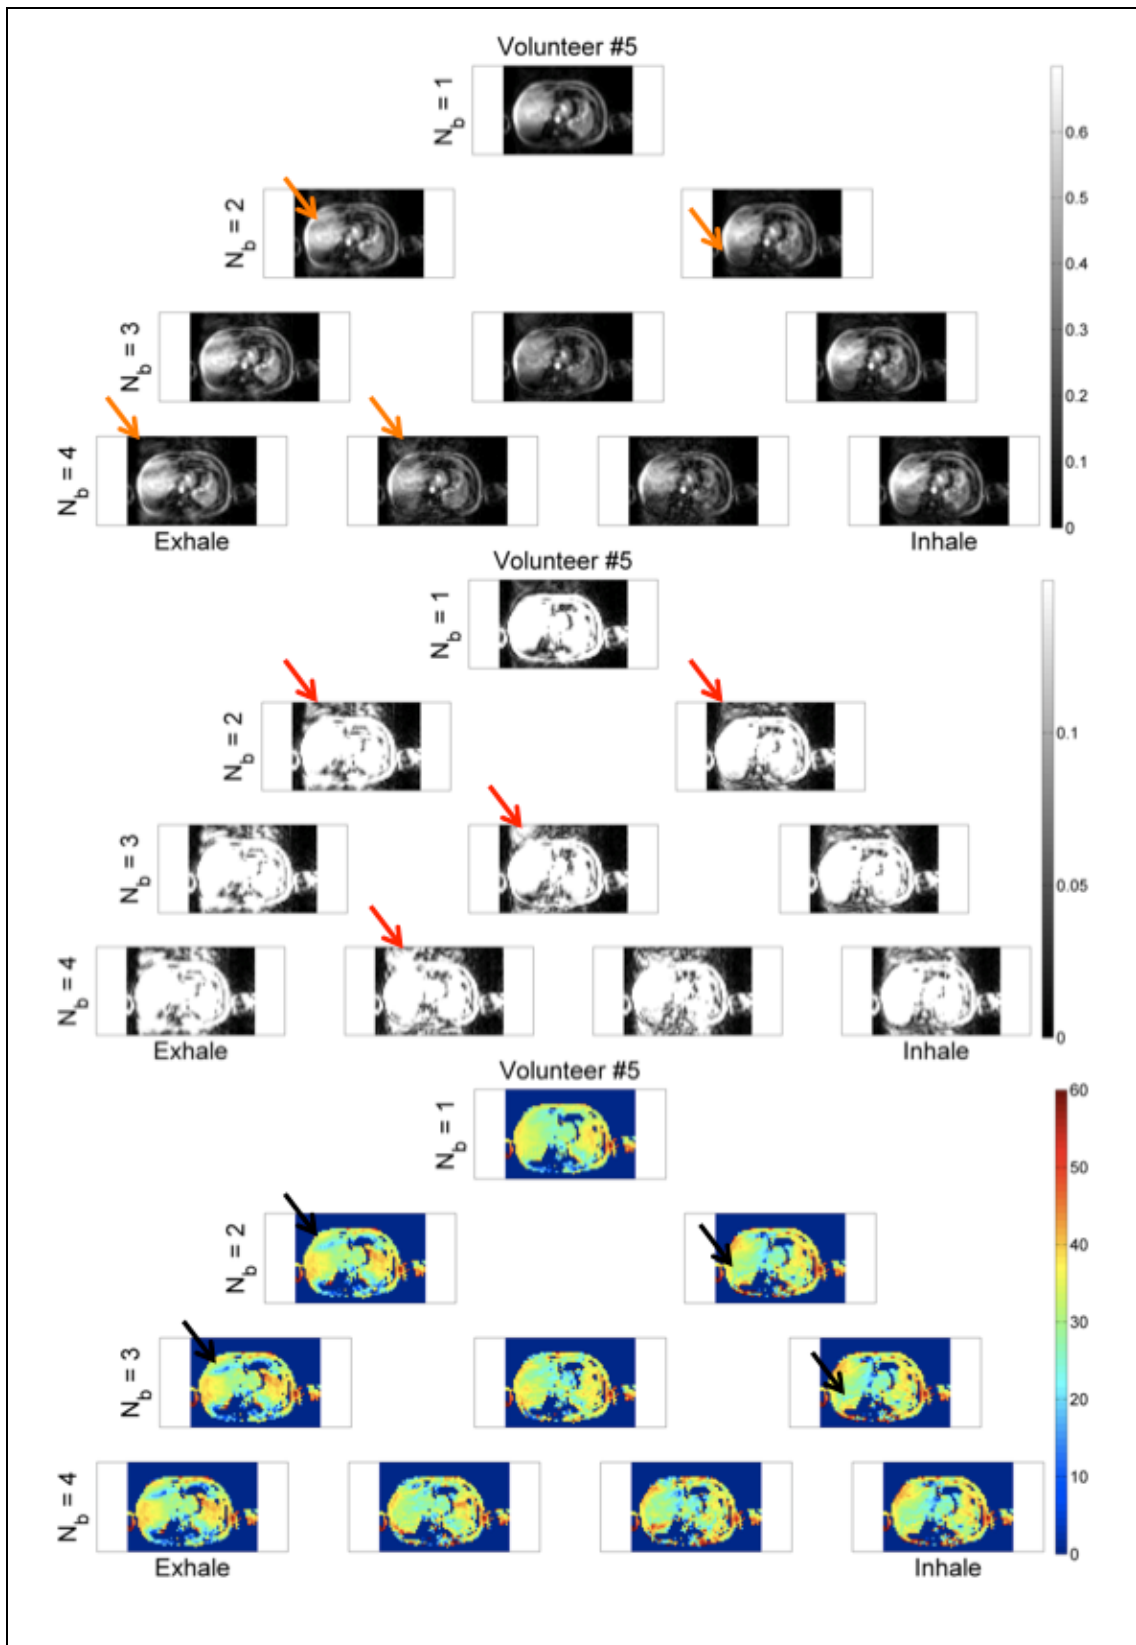 Volunteer #5
N_b = 1
0.6
0.5
N_b = 2
0.4
0.3
N_b = 3
0.2
N_b = 4
0.1
0
Exhale Inhale
Volunteer #5
N_b = 1
0.1
N_b = 2
N_b = 3
0.05
N_b = 4
0
Exhale Inhale
Volunteer #5
60
N_b = 1
50
40
N_b = 2
30
N_b = 3
20
10
N_b = 4
0
Exhale Inhale